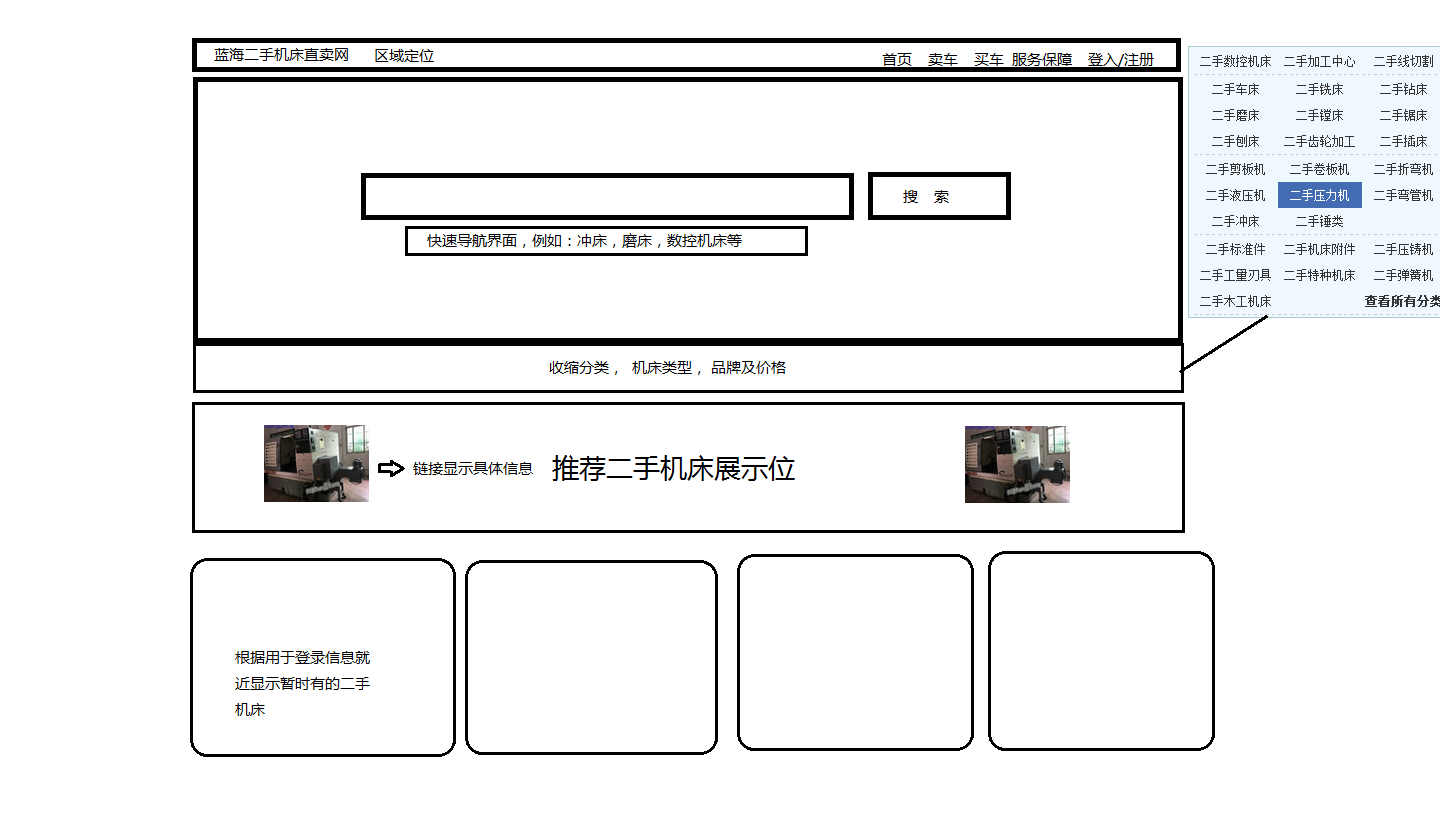 蓝海二手机床直卖网 区域定位 首页 卖车 买车 服务保障 登入/注册
搜 索
快速导航界面，例如：冲床，磨床，数控机床等
收缩分类， 机床类型， 品牌及价格
二手数控机床 二手加工中心 二手线切割
二手车床 二手铣床 二手钻床
二手磨床 二手镗床 二手锯床
二手刨床 二手齿轮加工 二手插床
二手剪板机 二手卷板机 二手折弯机
二手液压机 二手压力机 二手弯管机
二手冲床 二手锤类
二手标准件 二手机床附件 二手压铸机
二手工量刃具 二手特种机床 二手弹簧机
二手木工机床 查看所有分类
链接显示具体信息 推荐二手机床展示位
根据用于登录信息就
近显示暂时有的二手
机床